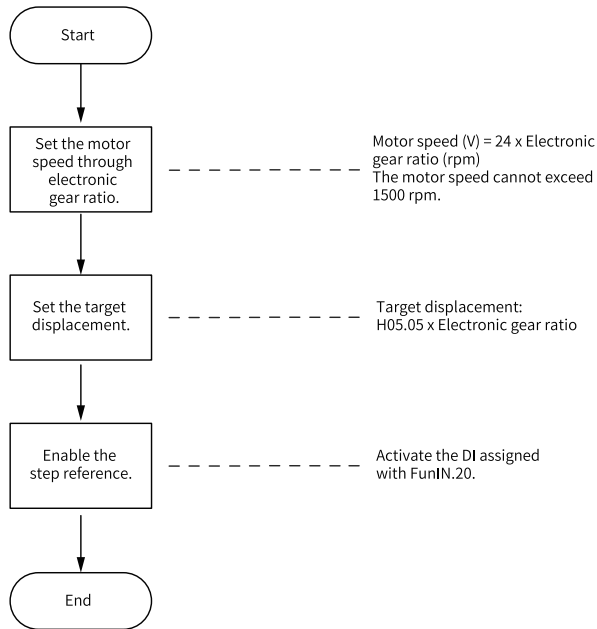 Start
Set the motor
speed through
electronic
gear ratio.
Motor speed (V) = 24 x Electronic
gear ratio (rpm)
The motor speed cannot exceed
1500 rpm.
Set the target
displacement.
Target displacement:
H05.05 x Electronic gear ratio
Enable the
step reference.
Activate the DI assigned
with FunIN.20.
End